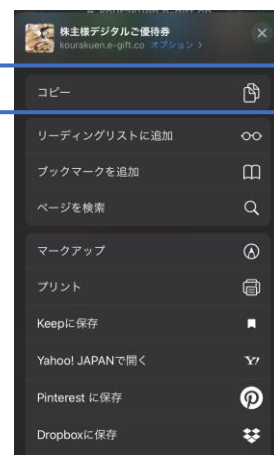 株主様デジタルご優待券
kourakuen.e-gift.co オプション >
コピー
リーディングリストに追加
ブックマークを追加
ページを検索
マークアップ
プリント
Keepに保存
Yahoo! JAPANで開く
Y!
Pinterest に保存
Dropboxに保存